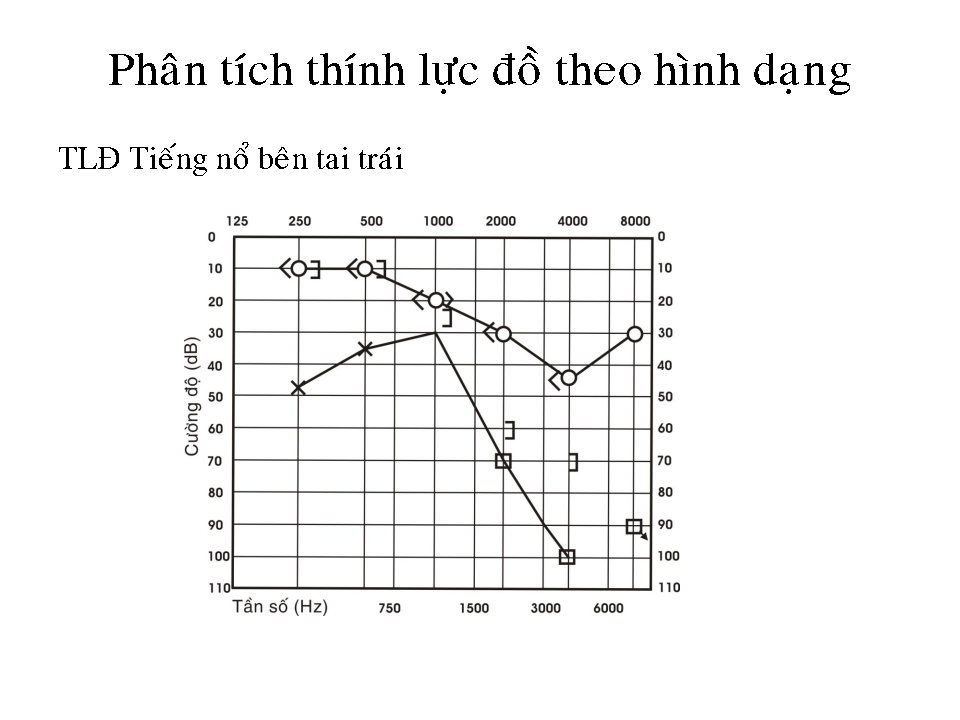 Phân tích thính lực đồ theo hình dạng
TLĐ Tiếng nổ bên tai trái
125 250 500 1000 2000 4000 8000
0 0
10 10
20 20
30 30
40 40
50 50
60 60
70 70
80 80
90 90
100 100
110 110
Cường độ (dB)
Tần số (Hz) 750 1500 3000 6000